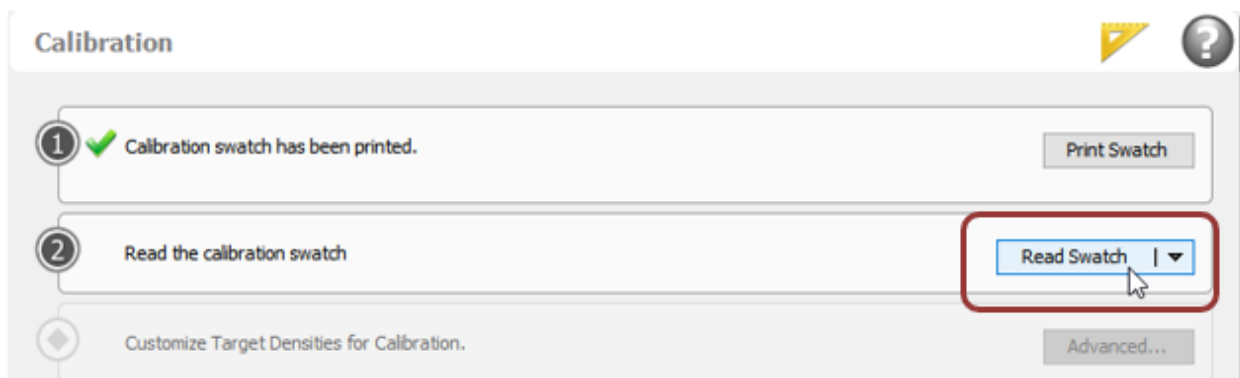 Calibration
?
1
Calibration swatch has been printed.
Print Swatch
2
Read the calibration swatch
Read Swatch
Customize Target Densities for Calibration.
Advanced...